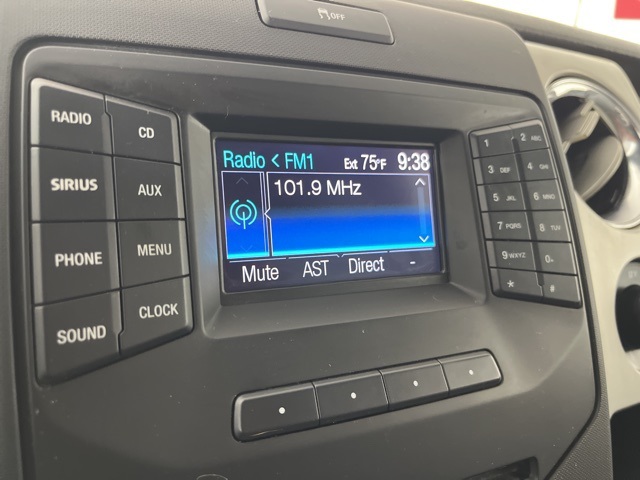 OFF
RADIO
CD
SIRIUS
AUX
PHONE
MENU
SOUND
CLOCK
Radio < FM1 Ext 75°F 9:38
101.9 MHz
Mute AST Direct -
1 2 ABC
3 DEF 4 GHI
5 JKL 6 MNO
7 PQRS 8 TUV
9 WXYZ 0-
* #